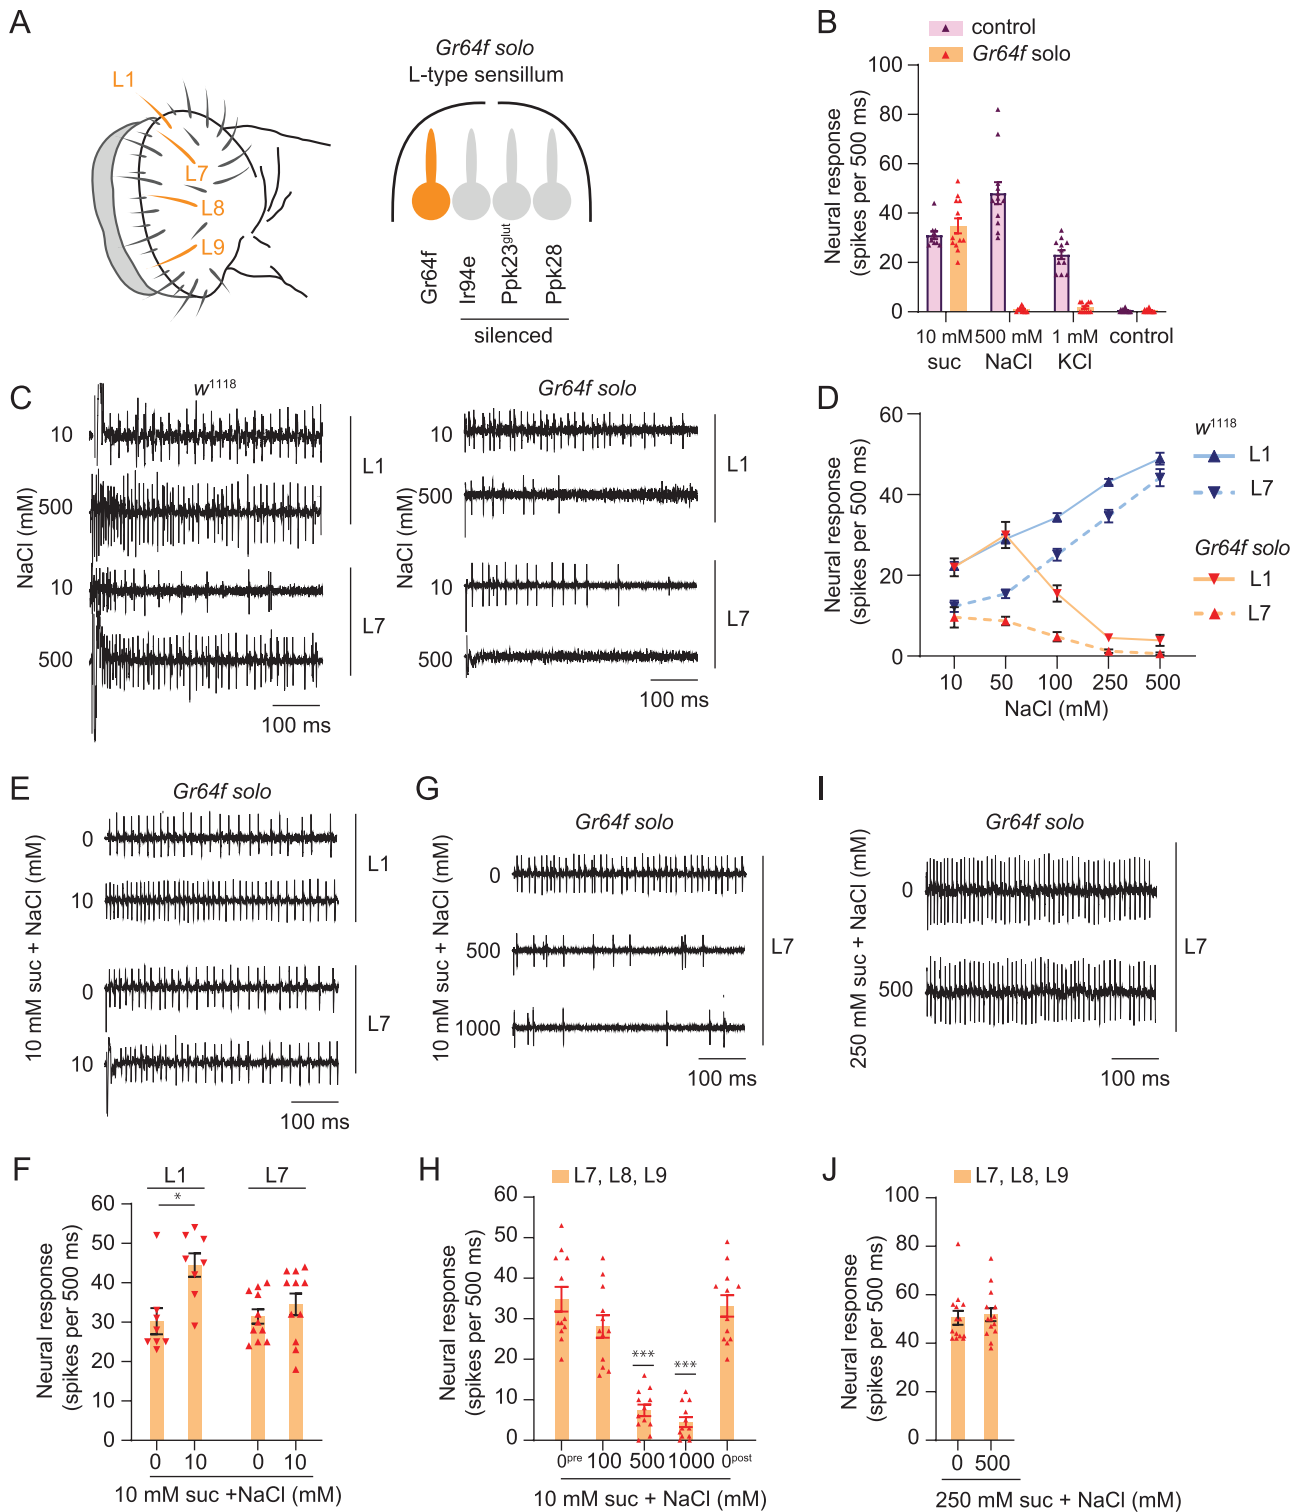 A
L1
L7
L8
L9
Gr64f solo
L-type sensillum
Gr64f
Ir94e
Ppk23glut
Ppk28
silenced
B
control
Gr64f solo
Neural response
(spikes per 500 ms)
100
80
60
40
20
0
10 mM
suc
500 mM
NaCl
1 mM
KCl
control
C
w1118
NaCl (mM)
10
500
10
500
L1
L7
100 ms
Gr64f solo
NaCl (mM)
10
500
10
500
L1
L7
100 ms
D
Neural response
(spikes per 500 ms)
60
40
20
0
10 50 100 250 500
NaCl (mM)
w1118
L1
L7
Gr64f solo
L1
L7
E
Gr64f solo
10 mM suc + NaCl (mM)
0
10
0
10
L1
L7
100 ms
G
Gr64f solo
10 mM suc + NaCl (mM)
0
500
1000
L7
100 ms
I
Gr64f solo
250 mM suc + NaCl (mM)
0
500
L7
100 ms
F
L1 L7
*
Neural response
(spikes per 500 ms)
60
50
40
30
20
10
0
0 10 0 10
10 mM suc +NaCl (mM)
H
L7, L8, L9
Neural response
(spikes per 500 ms)
60
50
40
30
20
10
0
*** ***
0pre 100 500 1000 0post
10 mM suc + NaCl (mM)
J
L7, L8, L9
Neural response
(spikes per 500 ms)
100
80
60
40
20
0
0 500
250 mM suc + NaCl (mM)